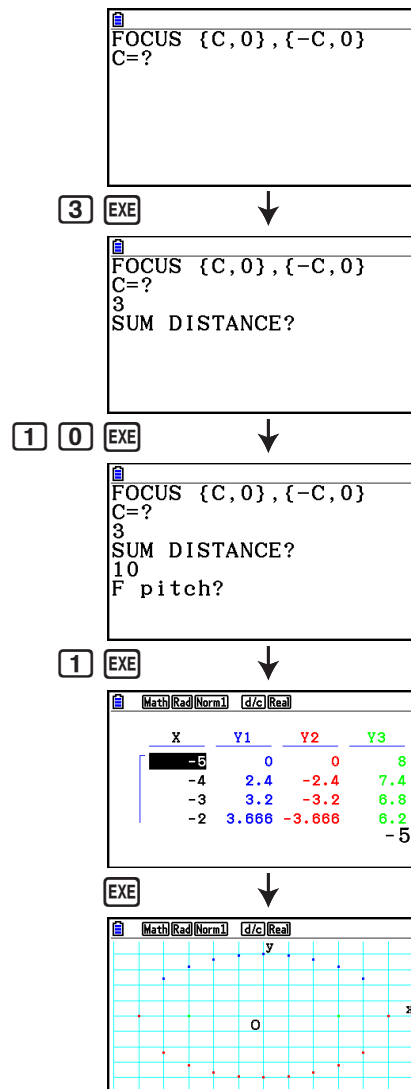 FOCUS {C,0},{-C,0}
C=?
3 EXE
FOCUS {C,0},{-C,0}
C=?
3
SUM DISTANCE?
1 0 EXE
FOCUS {C,0},{-C,0}
C=?
3
SUM DISTANCE?
10
F pitch?
1 EXE
Math Rad Norm1 d/c Real
X Y1 Y2 Y3
-5 0 0 8
-4 2.4 -2.4 7.4
-3 3.2 -3.2 6.8
-2 3.666 -3.666 6.2
-5
EXE
Math Rad Norm1 d/c Real
y
x
O